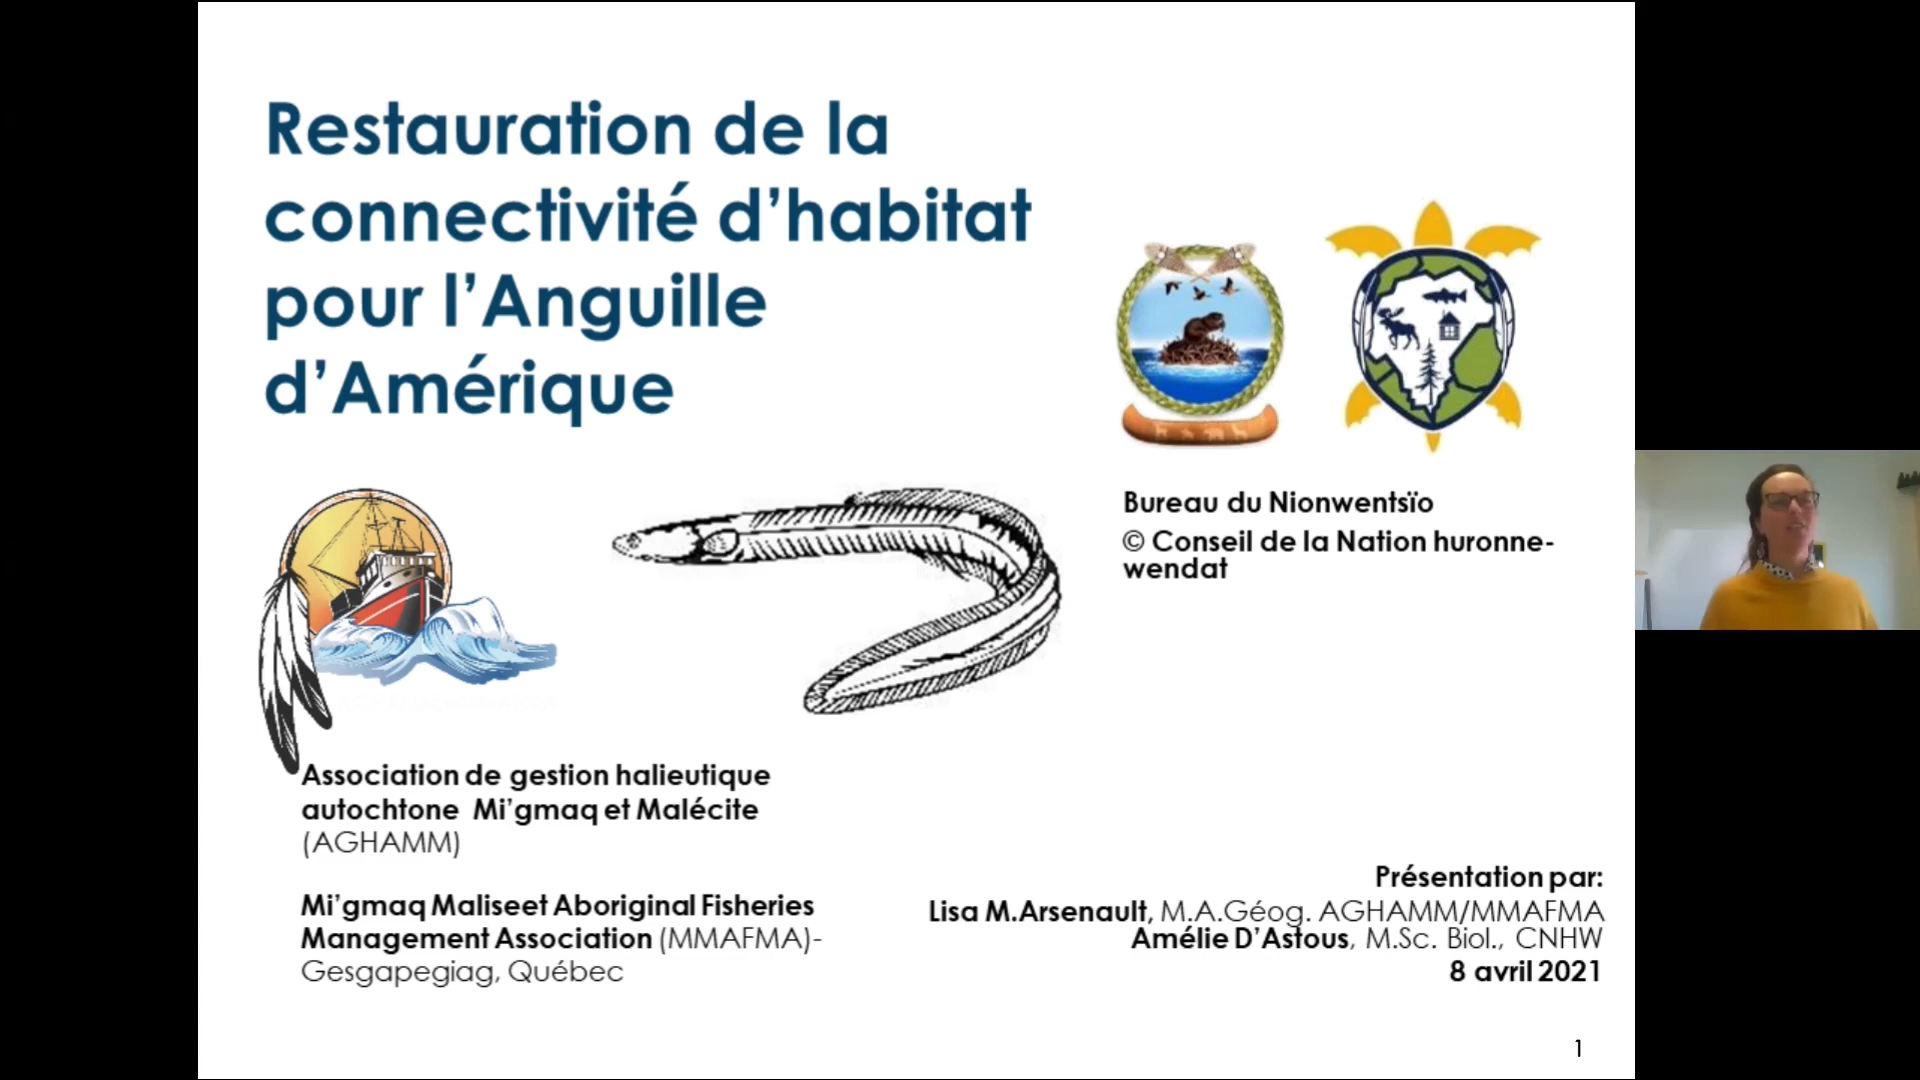 Restauration de la
connectivité d’habitat
pour l’Anguille
d’Amérique
Bureau du Nionwentsïo
© Conseil de la Nation huronne-
wendat
Association de gestion halieutique
autochtone Mi’gmaq et Malécite
(AGHAMM)
Mi’gmaq Maliseet Aboriginal Fisheries
Management Association (MMAFMA)-
Gesgapegiag, Québec
Présentation par:
Lisa M.Arsenault, M.A.Géog. AGHAMM/MMAFMA
Amélie D’Astous, M.Sc. Biol., CNHW
8 avril 2021
1